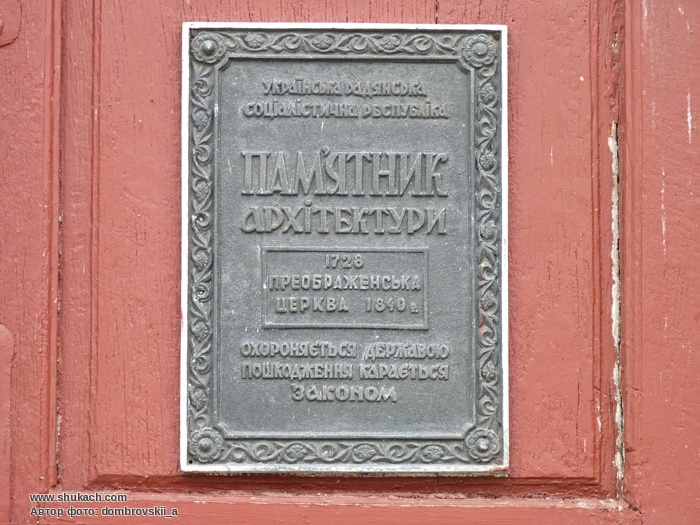 УКРАЇНСЬКА РАДЯНСЬКА
СОЦІАЛІСТИЧНА РЕСПУБЛІКА
ПАМ'ЯТНИК
АРХІТЕКТУРИ
1728
ПРЕОБРАЖЕНСЬКА
ЦЕРКВА 1840 р.
ОХОРОНЯЄТЬСЯ ДЕРЖАВОЮ
ПОШКОДЖЕННЯ КАРАЄТЬСЯ
ЗАКОНОМ
www.shukach.com
Автор фото: dombrovskii_a